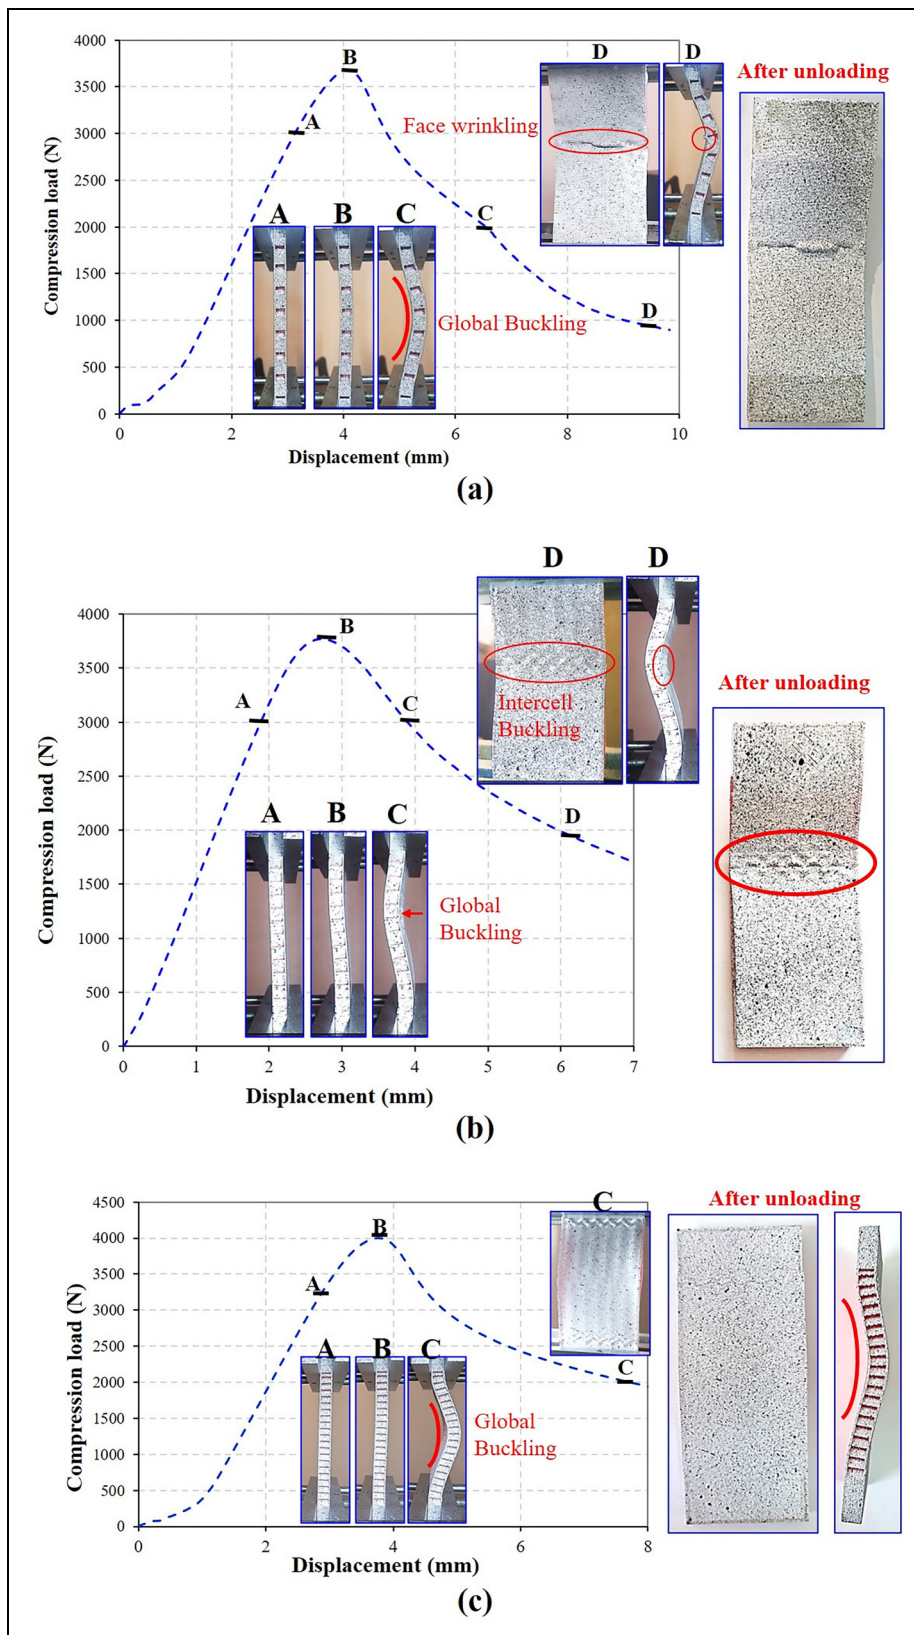 4000
3500
3000
2500
2000
1500
1000
500
0
Compression load (N)
0
2
4
6
8
10
Displacement (mm)
A
B
C
D
A
B
C
Global Buckling
D
D
Face wrinkling
After unloading
(a)
4000
3500
3000
2500
2000
1500
1000
500
0
Compression load (N)
0
1
2
3
4
5
6
7
Displacement (mm)
A
B
C
D
A
B
C
Global
Buckling
D
D
Intercell
Buckling
After unloading
(b)
4500
4000
3500
3000
2500
2000
1500
1000
500
0
Compression load (N)
0
2
4
6
8
Displacement (mm)
A
B
C
A
B
C
Global
Buckling
C
After unloading
(c)